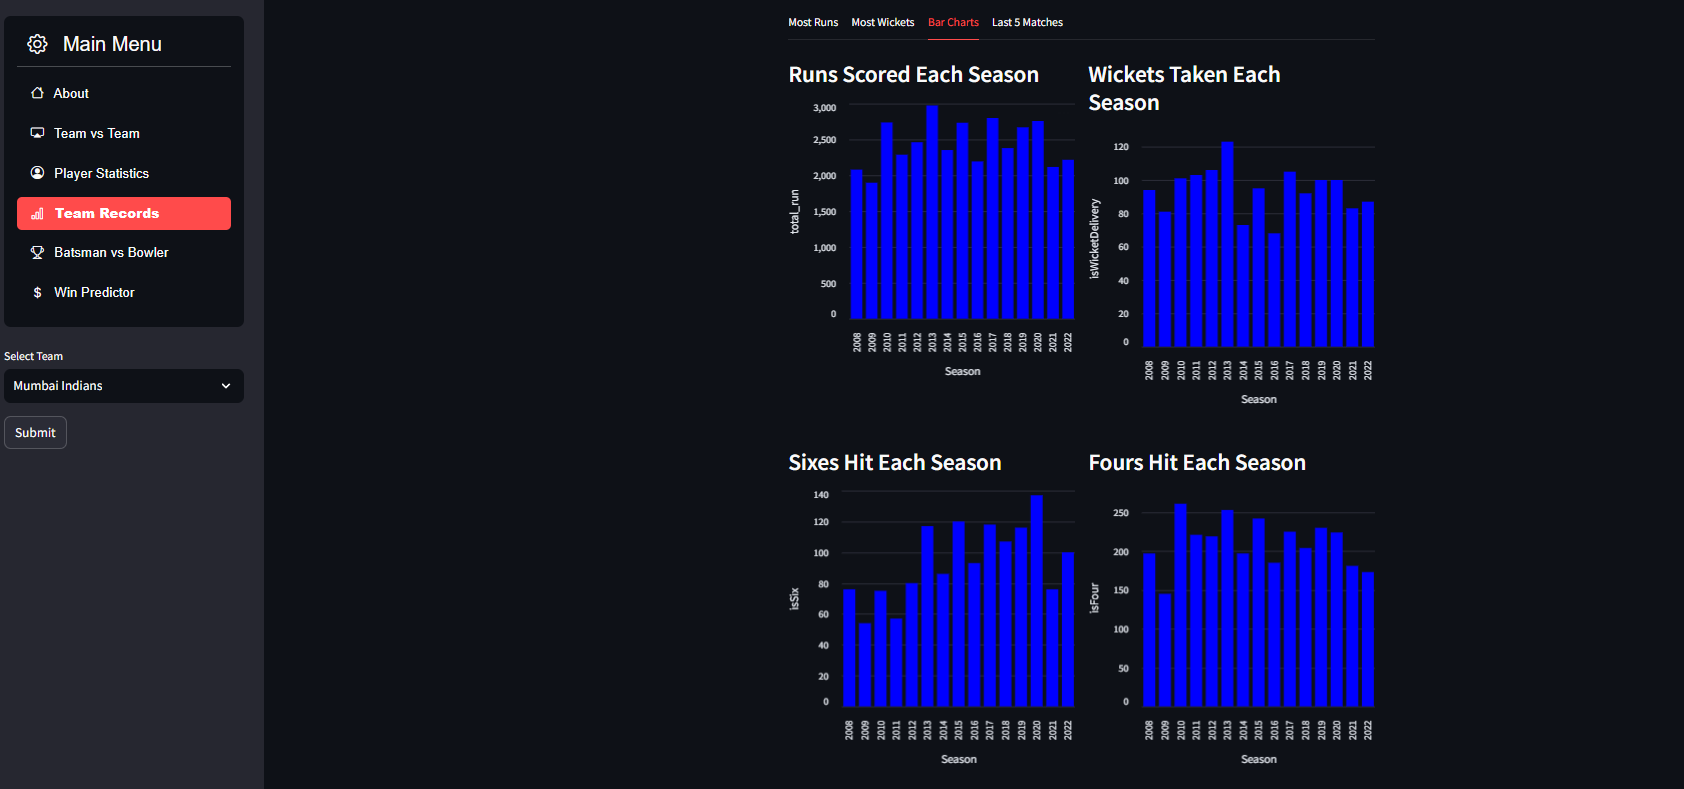 Main Menu
About
Team vs Team
Player Statistics
Team Records
Batsman vs Bowler
Win Predictor
Select Team
Mumbai Indians
Submit
Most Runs Most Wickets Bar Charts Last 5 Matches
Runs Scored Each Season
3,000
2,500
2,000
1,500
1,000
500
0
total_run
2008 2009 2010 2011 2012 2013 2014 2015 2016 2017 2018 2019 2020 2021 2022
Season
Wickets Taken Each
Season
120
100
80
60
40
20
0
isWicketDelivery
2008 2009 2010 2011 2012 2013 2014 2015 2016 2017 2018 2019 2020 2021 2022
Season
Sixes Hit Each Season
140
120
100
80
60
40
20
0
isSix
2008 2009 2010 2011 2012 2013 2014 2015 2016 2017 2018 2019 2020 2021 2022
Season
Fours Hit Each Season
250
200
150
100
50
0
isFour
2008 2009 2010 2011 2012 2013 2014 2015 2016 2017 2018 2019 2020 2021 2022
Season